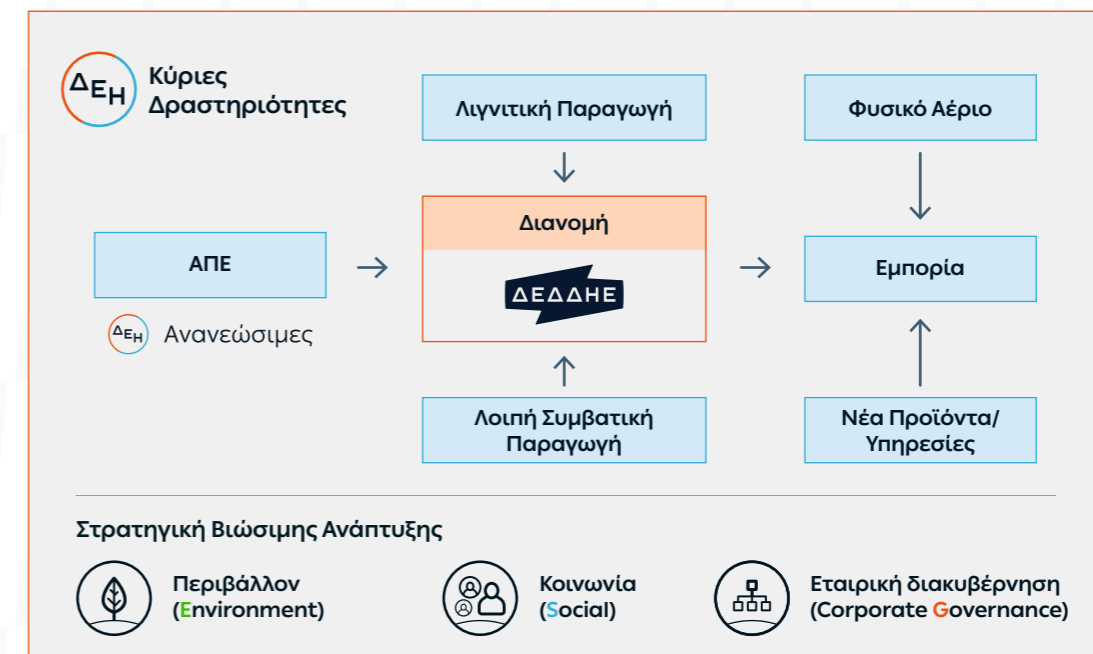 ΔΕΗ
Κύριες
Δραστηριότητες
Λιγνιτική Παραγωγή
Φυσικό Αέριο
ΑΠΕ
ΔΕΗ Ανανεώσιμες
Διανομή
ΔΕΔΔΗΕ
Εμπορία
Λοιπή Συμβατική
Παραγωγή
Νέα Προϊόντα/
Υπηρεσίες
Στρατηγική Βιώσιμης Ανάπτυξης
Περιβάλλον
(Environment)
Κοινωνία
(Social)
Εταιρική διακυβέρνηση
(Corporate Governance)